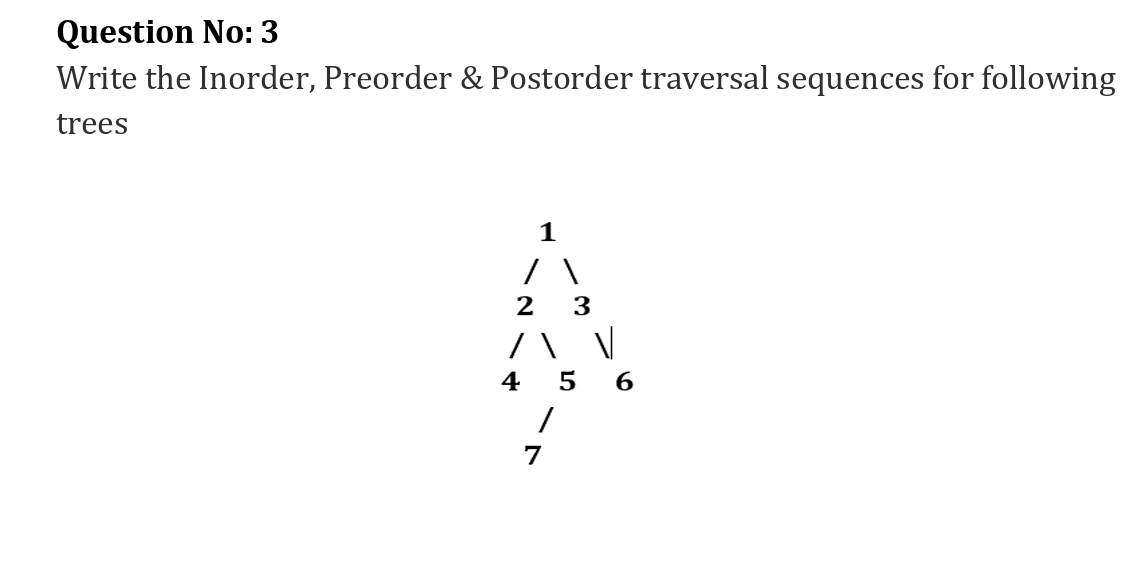 Question No: 3
Write the Inorder, Preorder & Postorder traversal sequences for following
trees
1
/ \
2 3
/ \ \
4 5 6
/
7